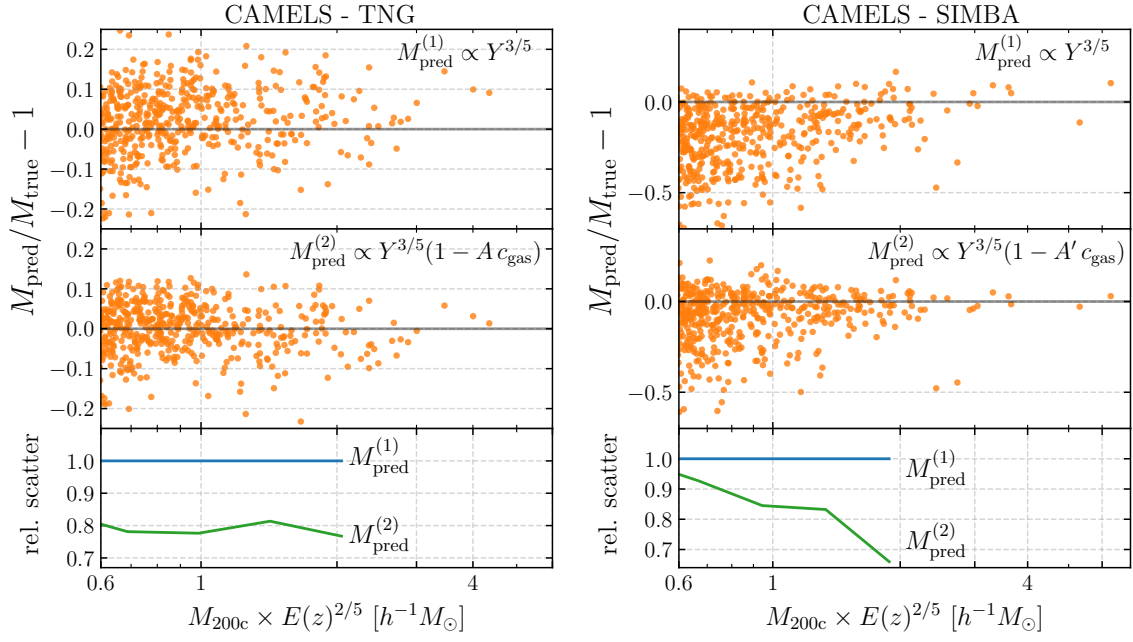 CAMELS - TNG
M_pred^(1) ∝ Y^3/5
0.2
0.1
0.0
−0.1
−0.2
M_pred^(2) ∝ Y^3/5(1 − A c_gas)
0.2
0.1
0.0
−0.1
−0.2
M_pred/M_true − 1
1.0
0.9
0.8
0.7
rel. scatter
M_pred^(1)
M_pred^(2)
0.6 1 2 4
M_200c × E(z)^2/5 [h^−1 M_⊙]
CAMELS - SIMBA
M_pred^(1) ∝ Y^3/5
0.0
−0.5
M_pred^(2) ∝ Y^3/5(1 − A′ c_gas)
0.0
−0.5
M_pred/M_true − 1
1.0
0.9
0.8
0.7
rel. scatter
M_pred^(1)
M_pred^(2)
0.6 1 2 4
M_200c × E(z)^2/5 [h^−1 M_⊙]